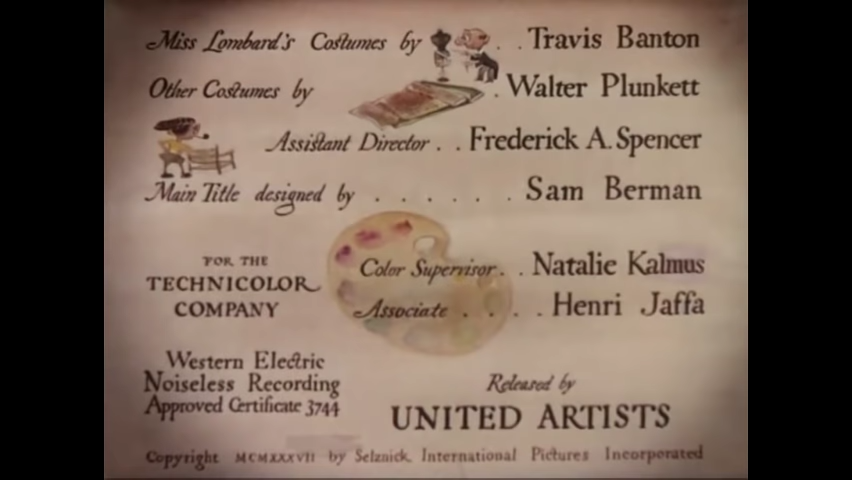 Miss Lombard's Costumes by . . Travis Banton
Other Costumes by . Walter Plunkett
Assistant Director . . Frederick A. Spencer
Main Title designed by . . . . . . Sam Berman
FOR THE
TECHNICOLOR
COMPANY
Color Supervisor . . Natalie Kalmus
Associate . . . . Henri Jaffa
Western Electric
Noiseless Recording
Approved Certificate 3744
Released by
UNITED ARTISTS
Copyright MCMXXXVII by Selznick International Pictures Incorporated